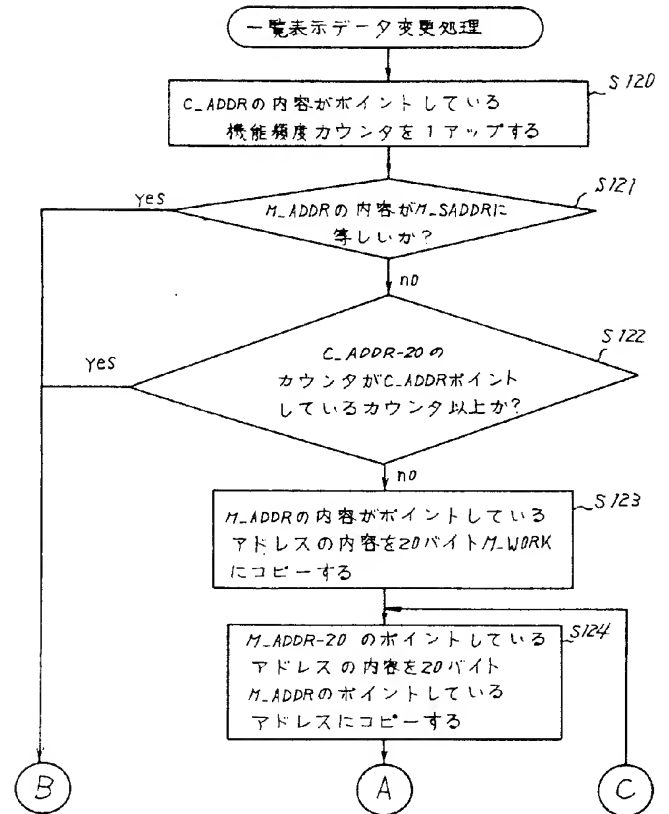 一覧表示データ変更処理
S120
C_ADDRの内容がポイントしている
機能頻度カウンタを1アップする
S121
yes
M_ADDRの内容がM_SADDRに
等しいか?
no
S122
yes
C_ADDR-20の
カウンタがC_ADDRポイント
しているカウンタ以上か?
no
S123
M_ADDRの内容がポイントしている
アドレスの内容を20バイトM_WORK
にコピーする
S124
M_ADDR-20のポイントしている
アドレスの内容を20バイト
M_ADDRのポイントしている
アドレスにコピーする
B
A
C